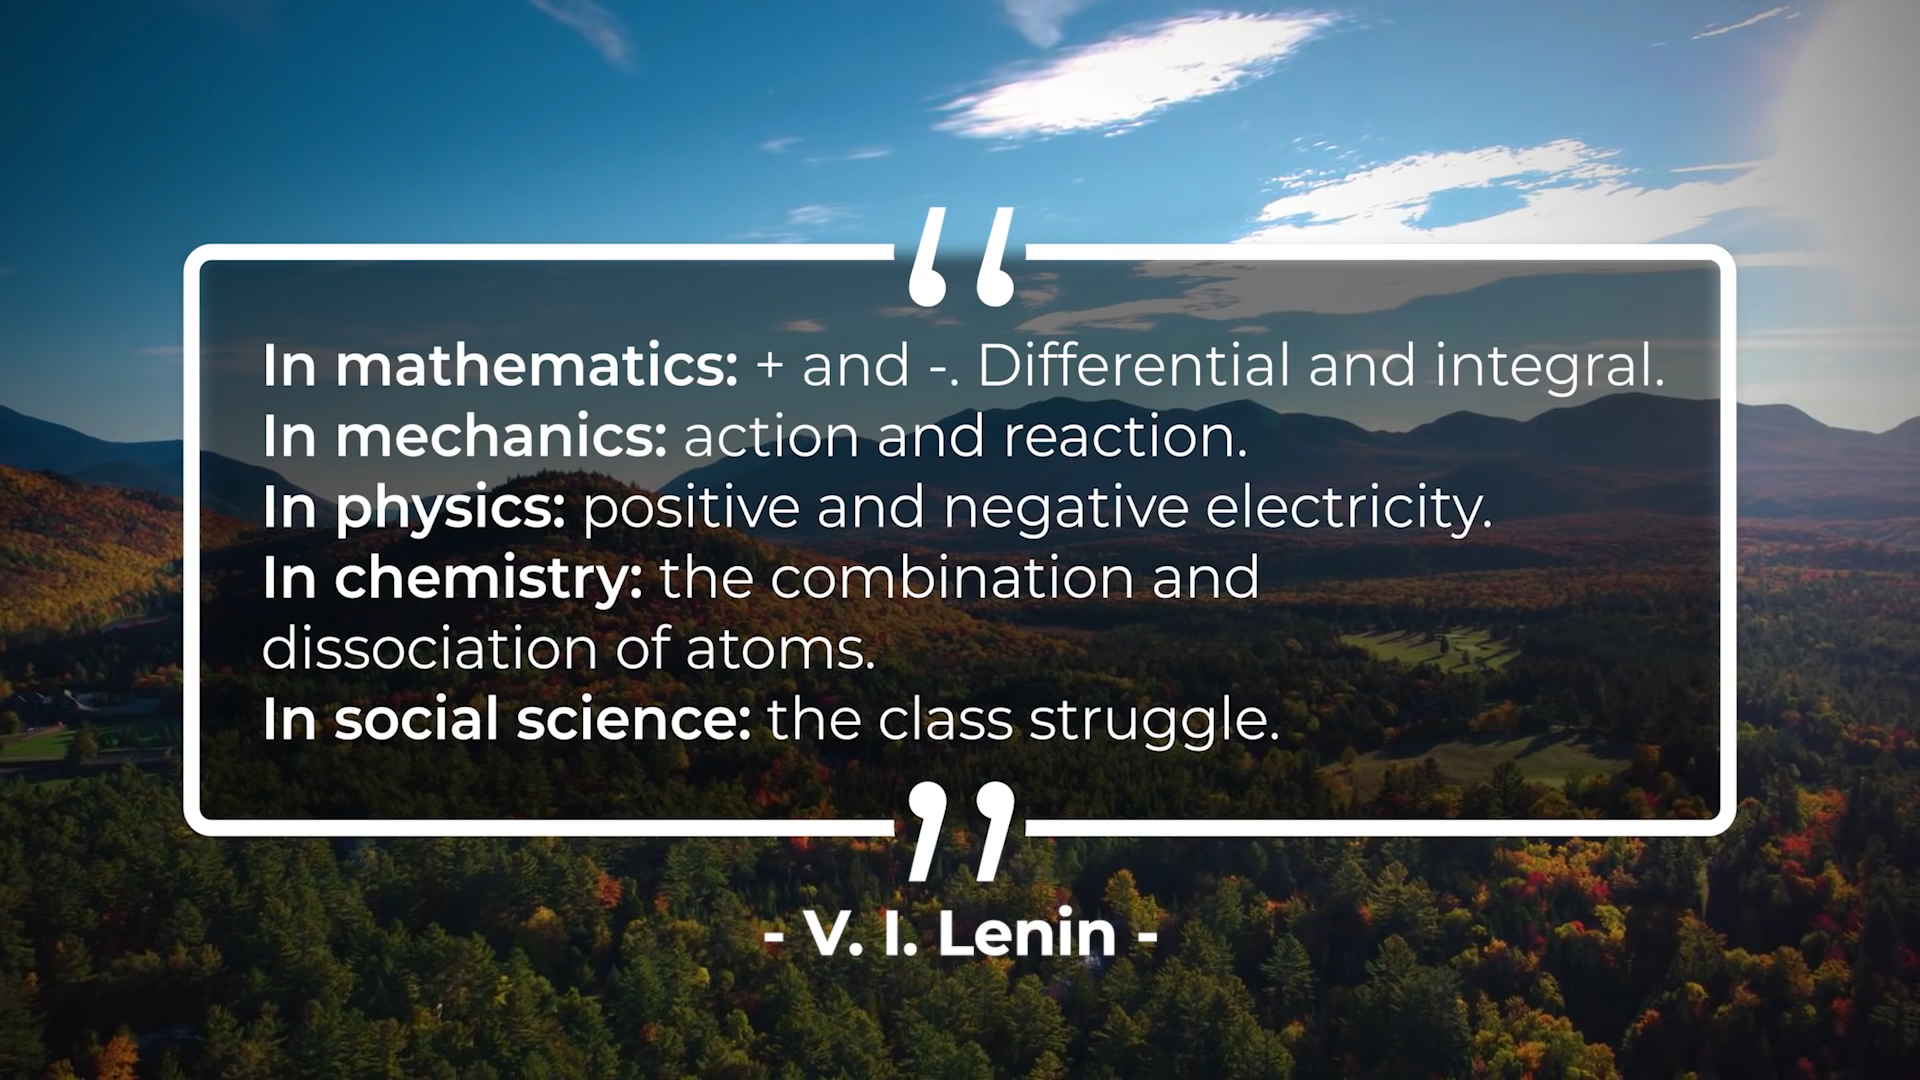 “
In mathematics: + and -. Differential and integral.
In mechanics: action and reaction.
In physics: positive and negative electricity.
In chemistry: the combination and
dissociation of atoms.
In social science: the class struggle.
”
- V. I. Lenin -